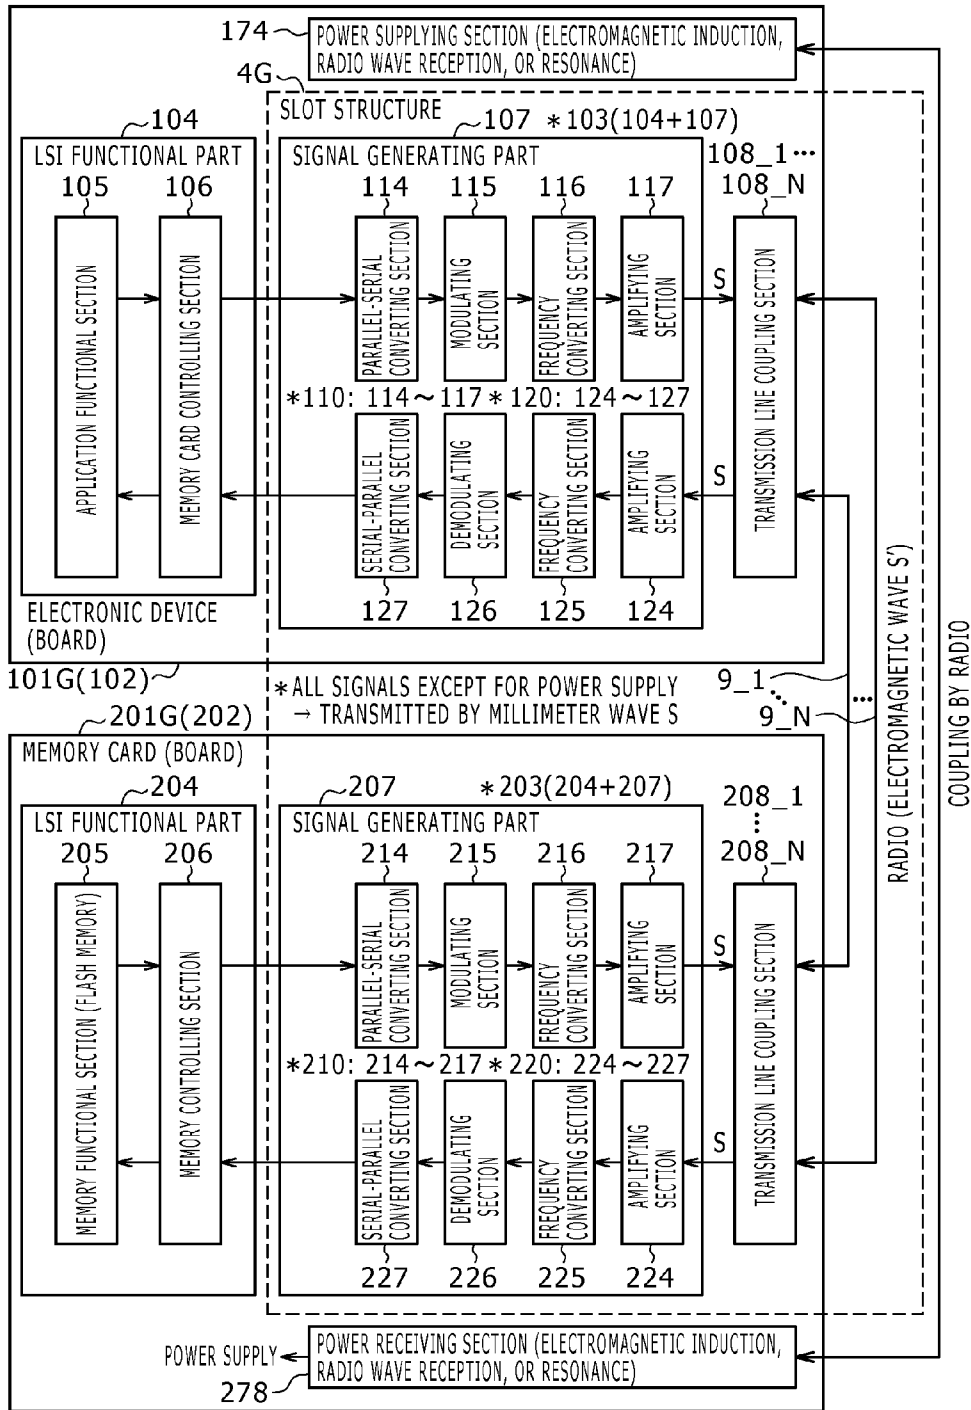 174
POWER SUPPLYING SECTION (ELECTROMAGNETIC INDUCTION,
RADIO WAVE RECEPTION, OR RESONANCE)
4G
SLOT STRUCTURE
104
107 *103(104+107)
LSI FUNCTIONAL PART
SIGNAL GENERATING PART
108_1 •••
108_N
105
106
114
115
116
117
APPLICATION FUNCTIONAL SECTION
MEMORY CARD CONTROLLING SECTION
PARALLEL-SERIAL
CONVERTING SECTION
MODULATING
SECTION
FREQUENCY
CONVERTING SECTION
AMPLIFYING
SECTION
S
TRANSMISSION LINE COUPLING SECTION
*110: 114～117 *120: 124～127
SERIAL-PARALLEL
CONVERTING SECTION
DEMODULATING
SECTION
FREQUENCY
CONVERTING SECTION
AMPLIFYING
SECTION
S
127
126
125
124
ELECTRONIC DEVICE
(BOARD)
101G(102)
*ALL SIGNALS EXCEPT FOR POWER SUPPLY
→ TRANSMITTED BY MILLIMETER WAVE S
9_1
•••
9_N
•••
RADIO (ELECTROMAGNETIC WAVE S')
COUPLING BY RADIO
201G(202)
MEMORY CARD (BOARD)
204
207
*203(204+207)
LSI FUNCTIONAL PART
SIGNAL GENERATING PART
208_1
•••
208_N
205
206
214
215
216
217
MEMORY FUNCTIONAL SECTION (FLASH MEMORY)
MEMORY CONTROLLING SECTION
PARALLEL-SERIAL
CONVERTING SECTION
MODULATING
SECTION
FREQUENCY
CONVERTING SECTION
AMPLIFYING
SECTION
S
TRANSMISSION LINE COUPLING SECTION
*210: 214～217 *220: 224～227
SERIAL-PARALLEL
CONVERTING SECTION
DEMODULATING
SECTION
FREQUENCY
CONVERTING SECTION
AMPLIFYING
SECTION
S
227
226
225
224
POWER SUPPLY
POWER RECEIVING SECTION (ELECTROMAGNETIC INDUCTION,
RADIO WAVE RECEPTION, OR RESONANCE)
278